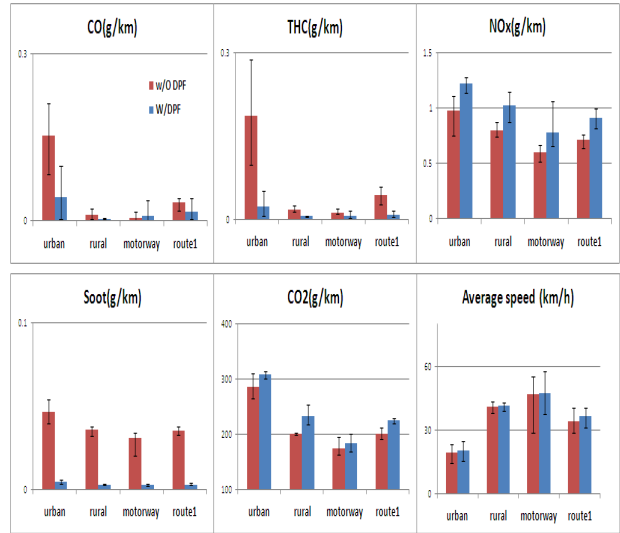 CO(g/km)
0.3
w/O DPF
W/DPF
0
urban rural motorway route1
THC(g/km)
0.3
0
urban rural motorway route1
NOx(g/km)
1.5
1
0.5
0
urban rural motorway route1
Soot(g/km)
0.1
0
urban rural motorway route1
CO2(g/km)
400
300
200
100
urban rural motorway route1
Average speed (km/h)
60
30
0
urban rural motorway route1